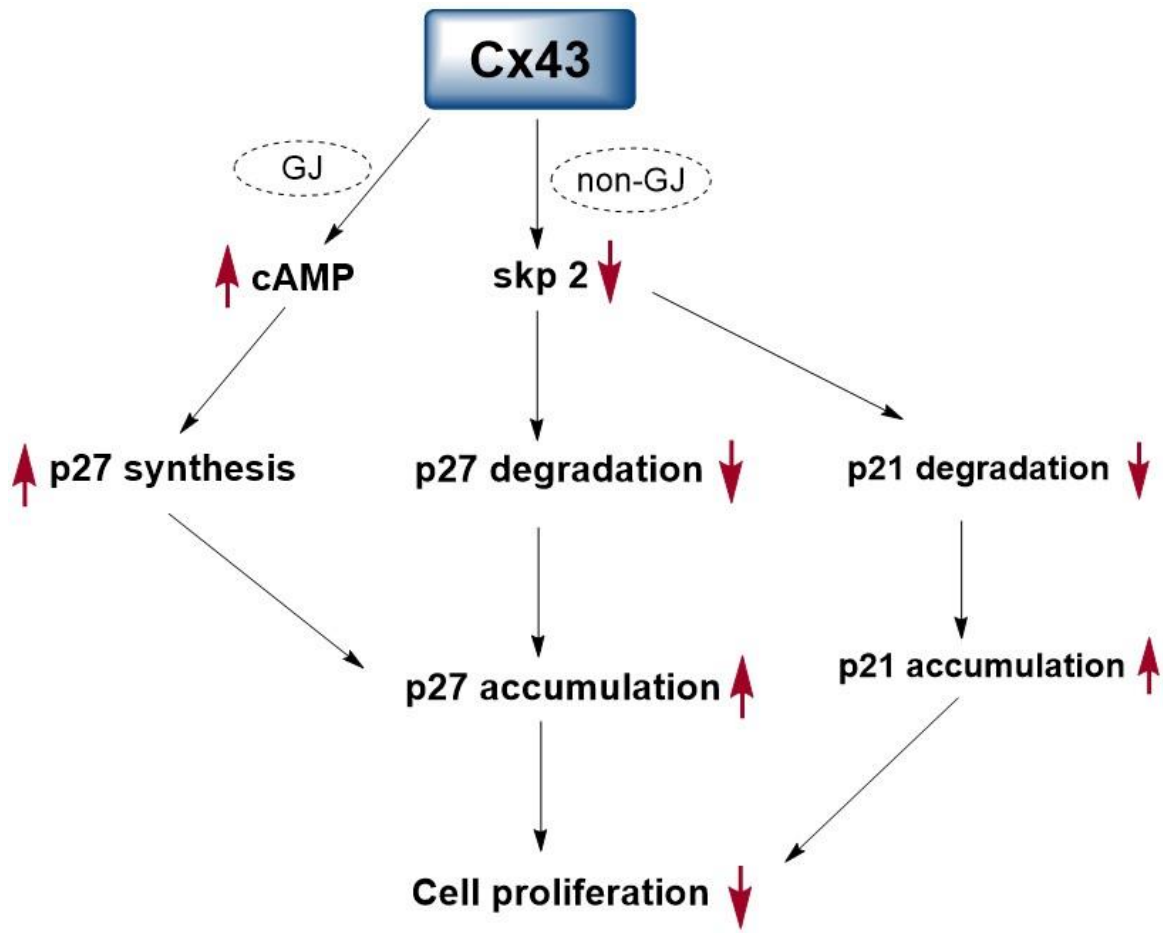 Cx43
GJ
non-GJ
cAMP
skp 2
p27 synthesis
p27 degradation
p21 degradation
p27 accumulation
p21 accumulation
Cell proliferation